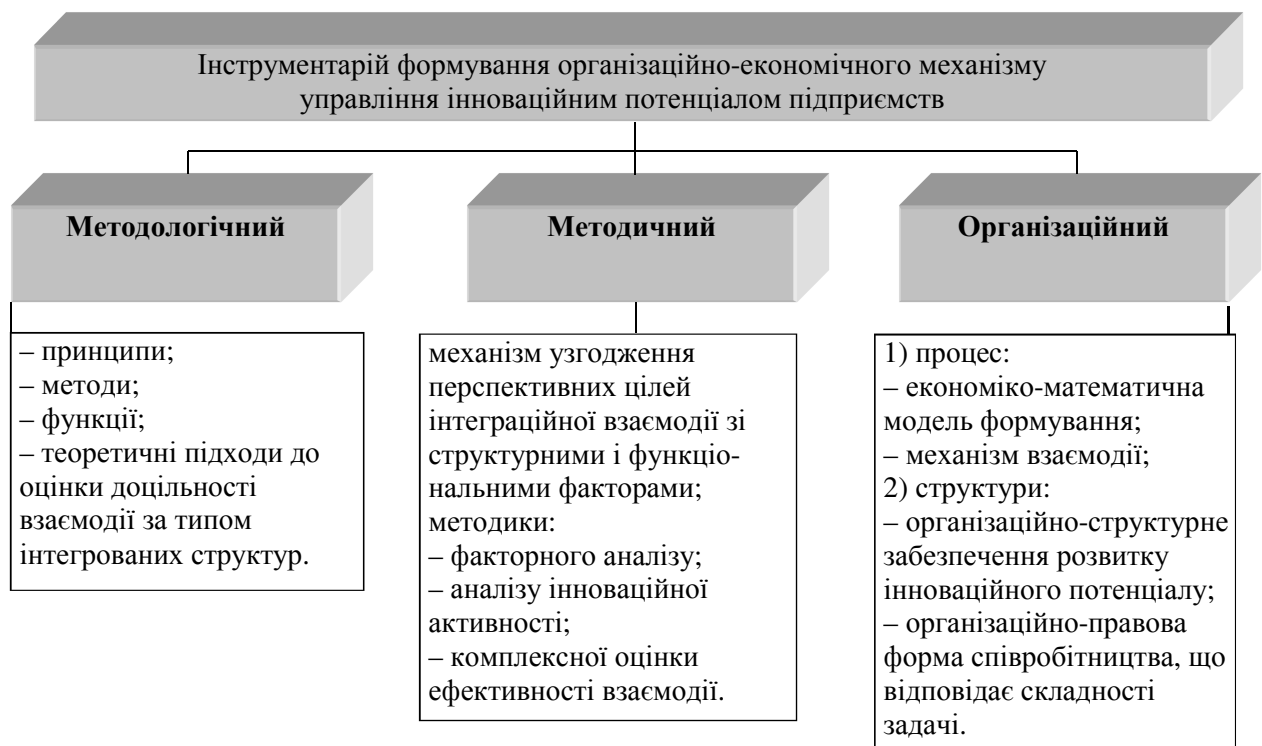 Інструментарій формування організаційно-економічного механізму
управління інноваційним потенціалом підприємств
Методологічний
Методичний
Організаційний
– принципи;
– методи;
– функції;
– теоретичні підходи до
оцінки доцільності
взаємодії за типом
інтегрованих структур.
механізм узгодження
перспективних цілей
інтеграційної взаємодії зі
структурними і функціо-
нальними факторами;
методики:
– факторного аналізу;
– аналізу інноваційної
активності;
– комплексної оцінки
ефективності взаємодії.
1) процес:
– економіко-математична
модель формування;
– механізм взаємодії;
2) структури:
– організаційно-структурне
забезпечення розвитку
інноваційного потенціалу;
– організаційно-правова
форма співробітництва, що
відповідає складності
задачі.